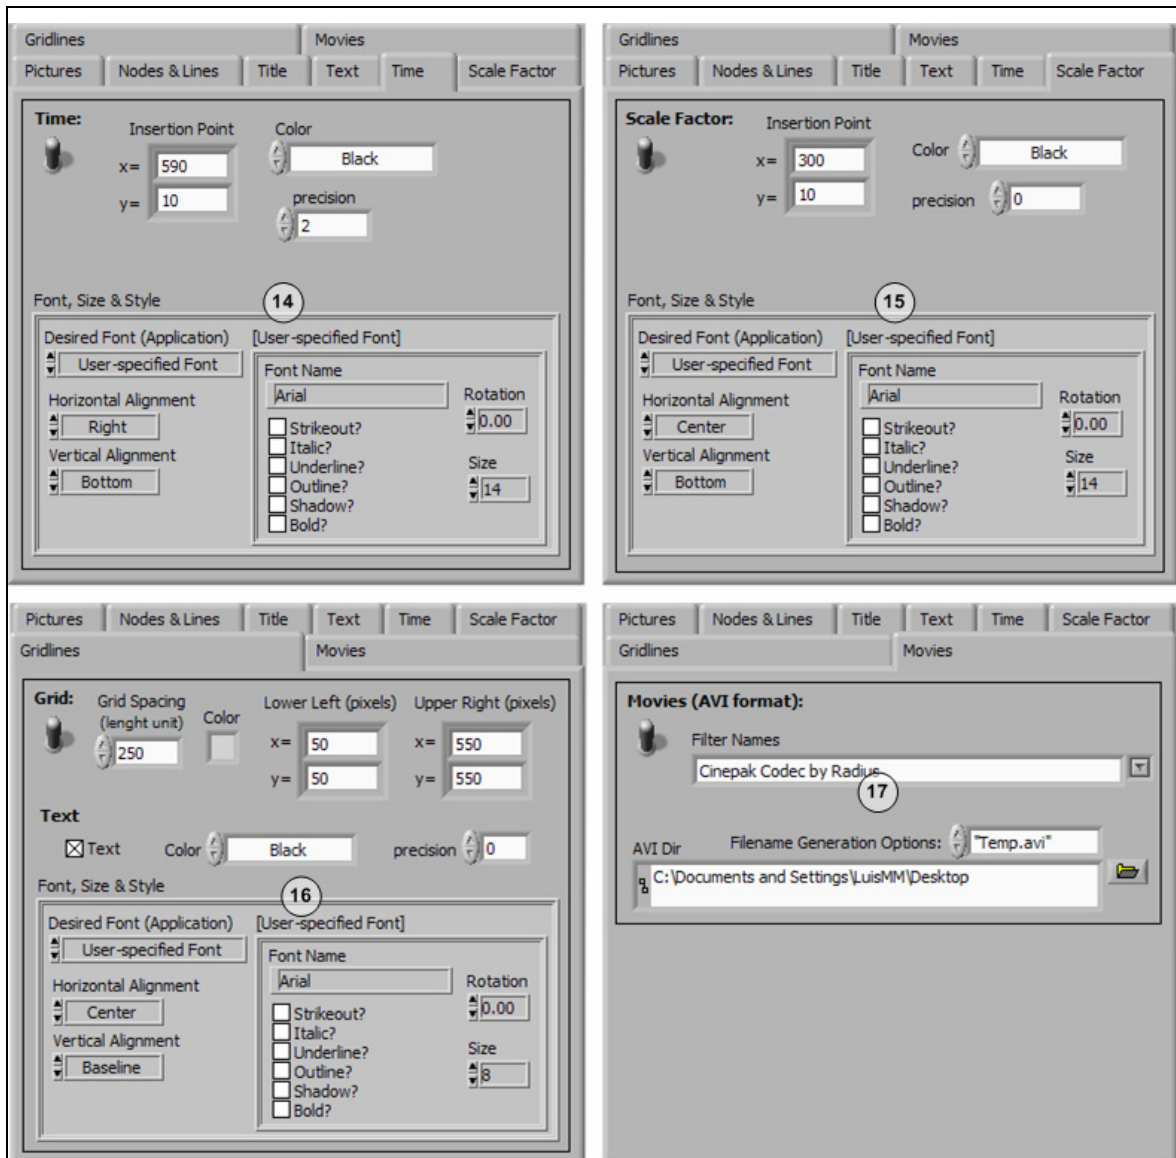 Gridlines Movies
Pictures Nodes & Lines Title Text Time Scale Factor
Time:
Insertion Point Color
x= 590 Black
y= 10 precision
2
Font, Size & Style 14
Desired Font (Application) [User-specified Font]
User-specified Font Font Name
Arial Rotation
Horizontal Alignment 0.00
Right Strikeout?
Italic?
Vertical Alignment Underline? Size
Bottom Outline? 14
Shadow?
Bold?
Gridlines Movies
Pictures Nodes & Lines Title Text Time Scale Factor
Scale Factor: Insertion Point
x= 300 Color Black
y= 10 precision 0
Font, Size & Style 15
Desired Font (Application) [User-specified Font]
User-specified Font Font Name
Arial Rotation
Horizontal Alignment 0.00
Center Strikeout?
Italic?
Vertical Alignment Underline? Size
Bottom Outline? 14
Shadow?
Bold?
Pictures Nodes & Lines Title Text Time Scale Factor
Gridlines Movies
Grid: Grid Spacing Lower Left (pixels) Upper Right (pixels)
(lenght unit) Color
250 x= 50 x= 550
y= 50 y= 550
Text
Text Color Black precision 0
Font, Size & Style 16
Desired Font (Application) [User-specified Font]
User-specified Font Font Name
Arial Rotation
Horizontal Alignment 0.00
Center Strikeout?
Italic?
Vertical Alignment Underline? Size
Baseline Outline? 8
Shadow?
Bold?
Pictures Nodes & Lines Title Text Time Scale Factor
Gridlines Movies
Movies (AVI format):
Filter Names
Cinepak Codec by Radius
17
AVI Dir Filename Generation Options: "Temp.avi"
C:\Documents and Settings\LuisMM\Desktop